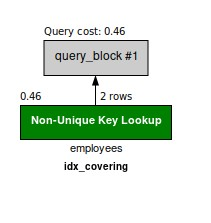 Query cost: 0.46
query_block #1
0.46
2 rows
Non-Unique Key Lookup
employees
idx_covering